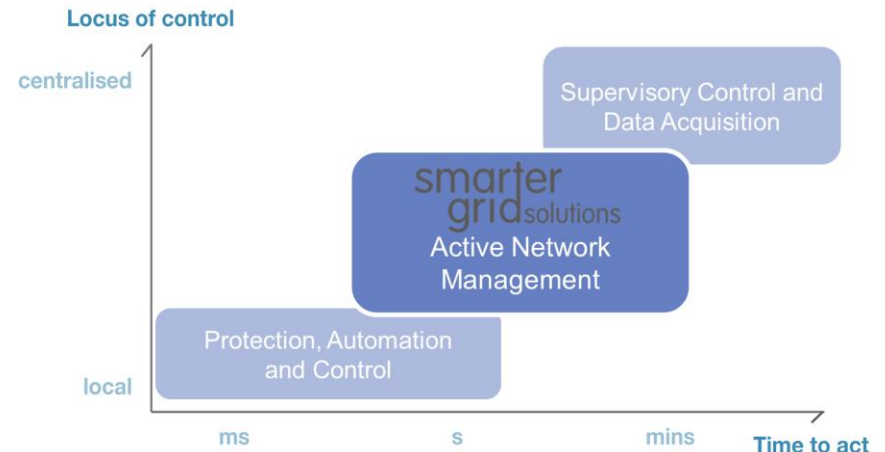 Locus of control
centralised
Supervisory Control and
Data Acquisition
smarter
grid solutions
Active Network
Management
Protection, Automation
and Control
local
ms
s
mins
Time to act